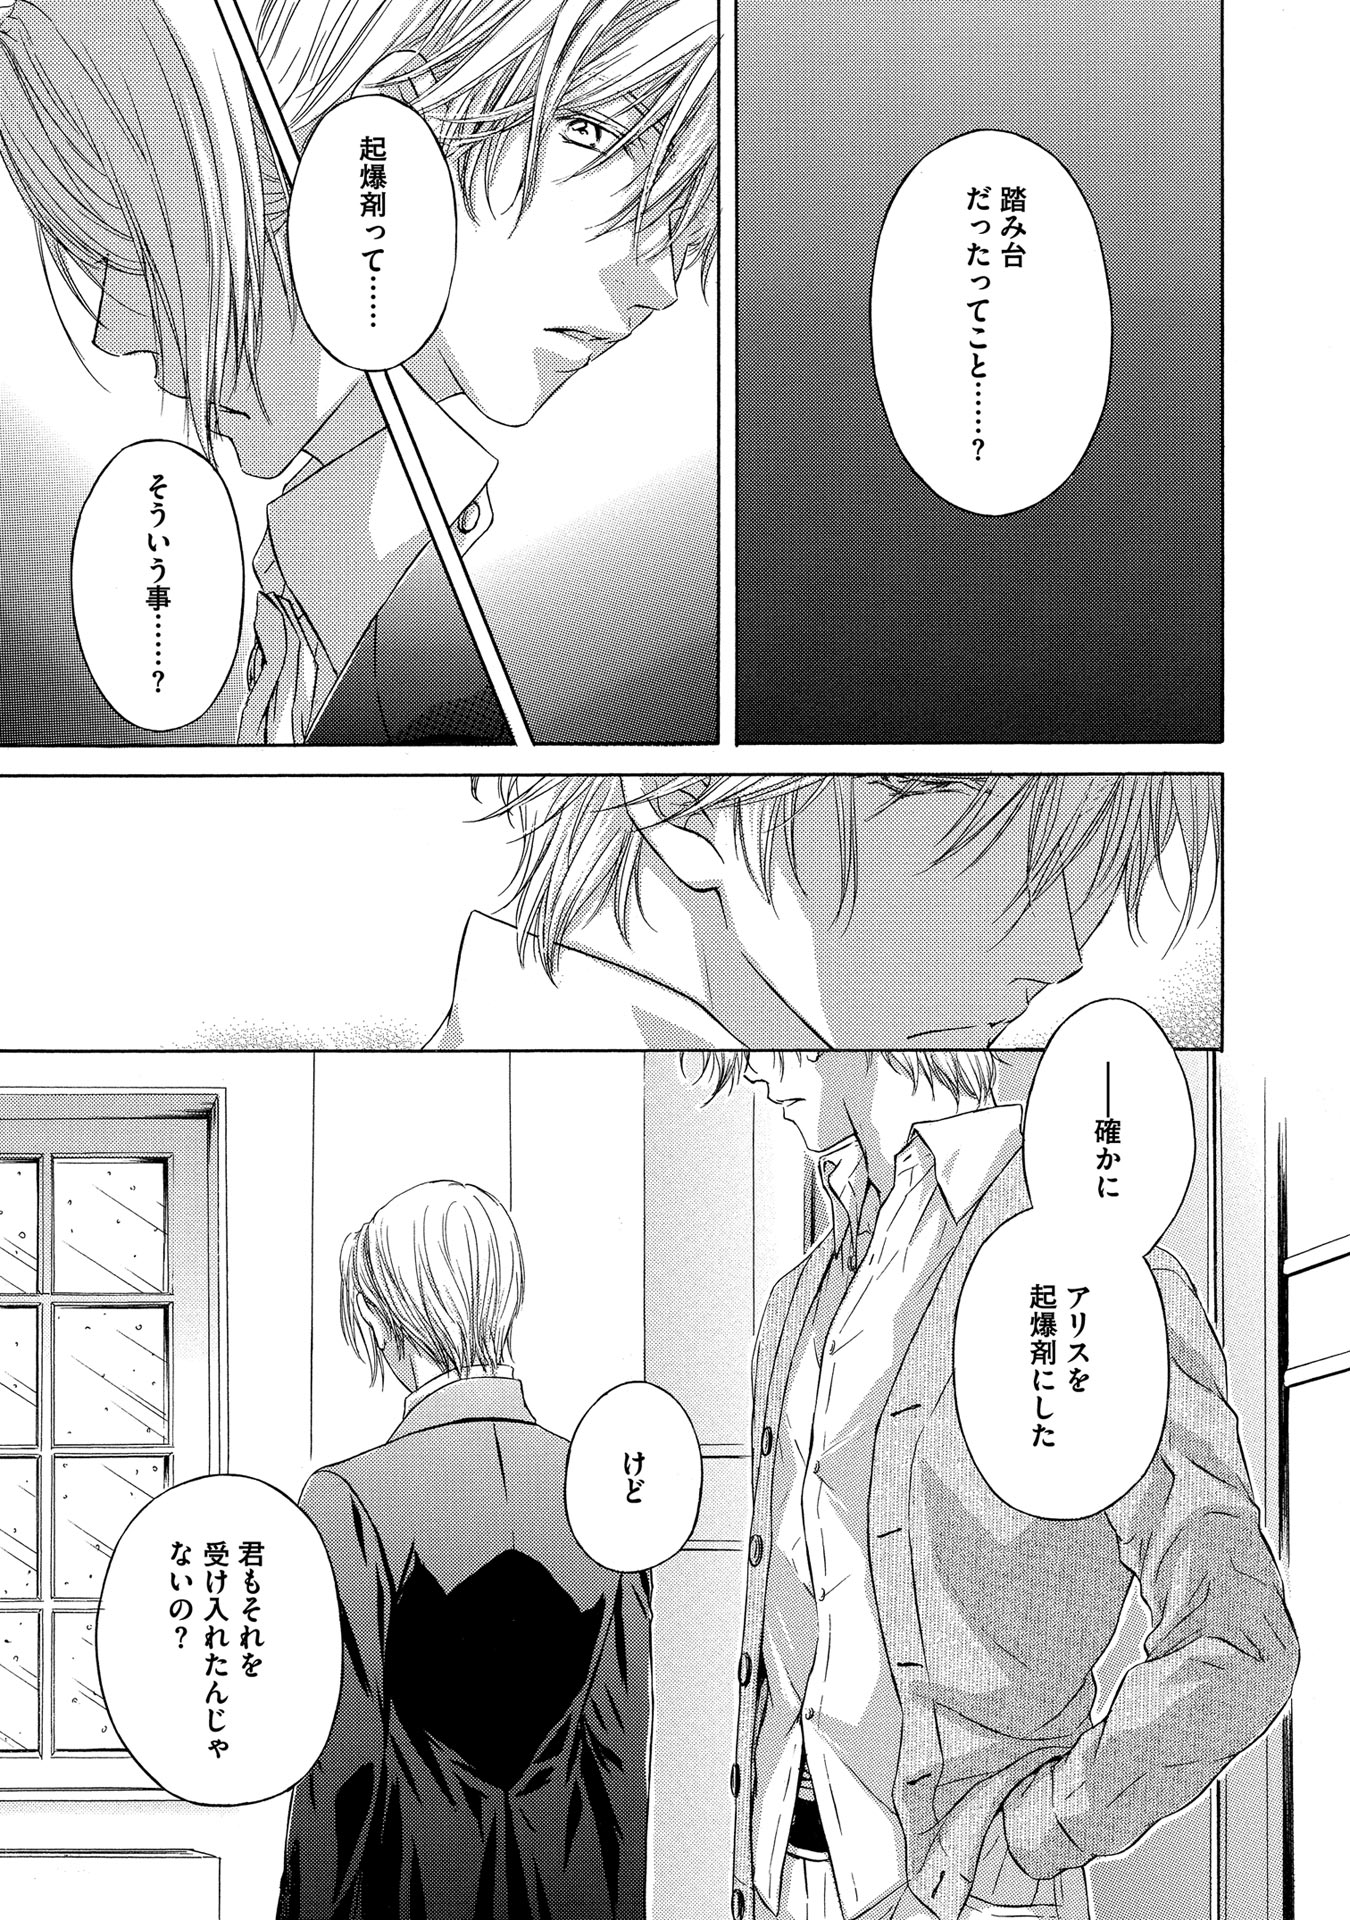 踏み台
だったってこと……？
起爆剤って……
そういう事……？
――確かに
アリスを
起爆剤にした
けど
君もそれを
受け入れたんじゃ
ないの？